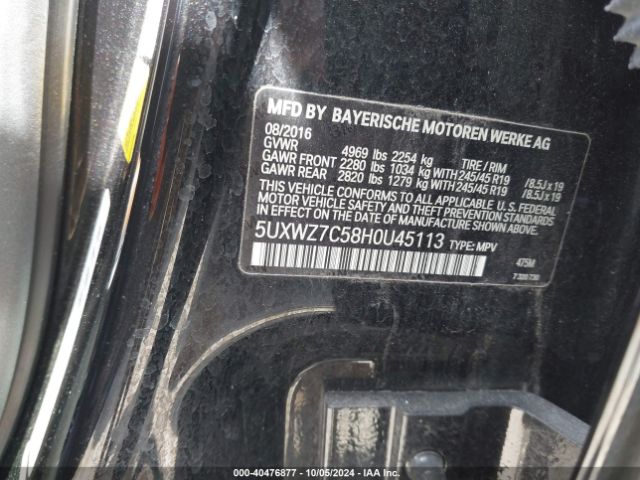 MFD BY BAYERISCHE MOTOREN WERKE AG
08/2016
GVWR 4969 lbs 2254 kg TIRE / RIM
GAWR FRONT 2280 lbs 1034 kg WITH 245/45 R19 /8.5J x 19
GAWR REAR 2820 lbs 1279 kg WITH 245/45 R19 /8.5J x 19
THIS VEHICLE CONFORMS TO ALL APPLICABLE U.S. FEDERAL
MOTOR VEHICLE SAFETY AND THEFT PREVENTION STANDARDS
IN EFFECT ON THE DATE OF MANUFACTURE SHOWN ABOVE.
5UXWZ7C58H0U45113 TYPE: MPV
475M
000-40476877 - 10/05/2024 - IAA Inc.